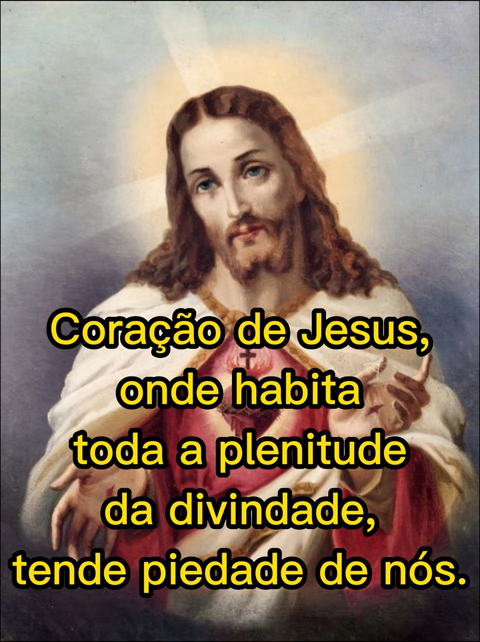 Coração de Jesus,
onde habita
toda a plenitude
da divindade,
tende piedade de nós.